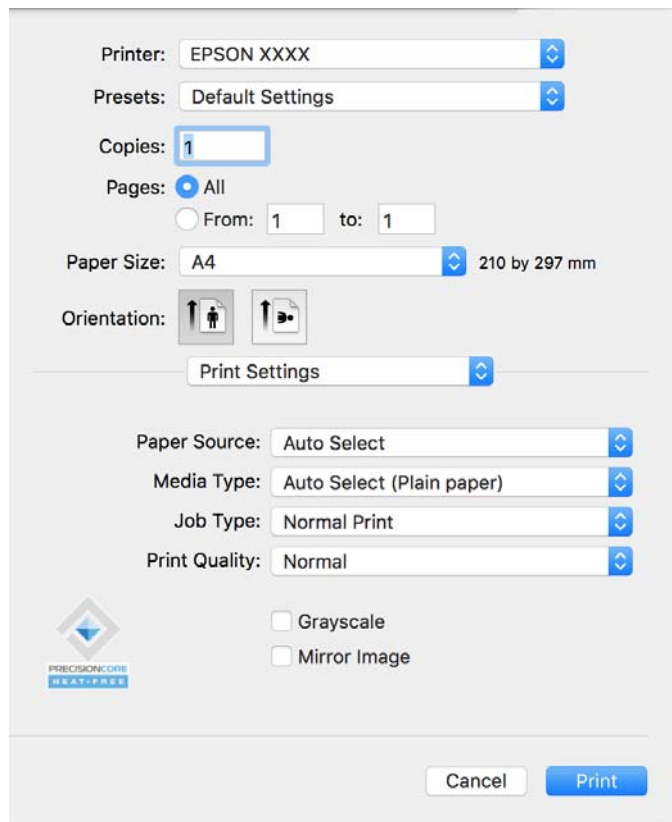 Printer: EPSON XXXX
Presets: Default Settings
Copies: 1
Pages: All
From: 1 to: 1
Paper Size: A4 210 by 297 mm
Orientation:
Print Settings
Paper Source: Auto Select
Media Type: Auto Select (Plain paper)
Job Type: Normal Print
Print Quality: Normal
Grayscale
Mirror Image
PRECISIONCORE
HEAT-FREE
Cancel Print